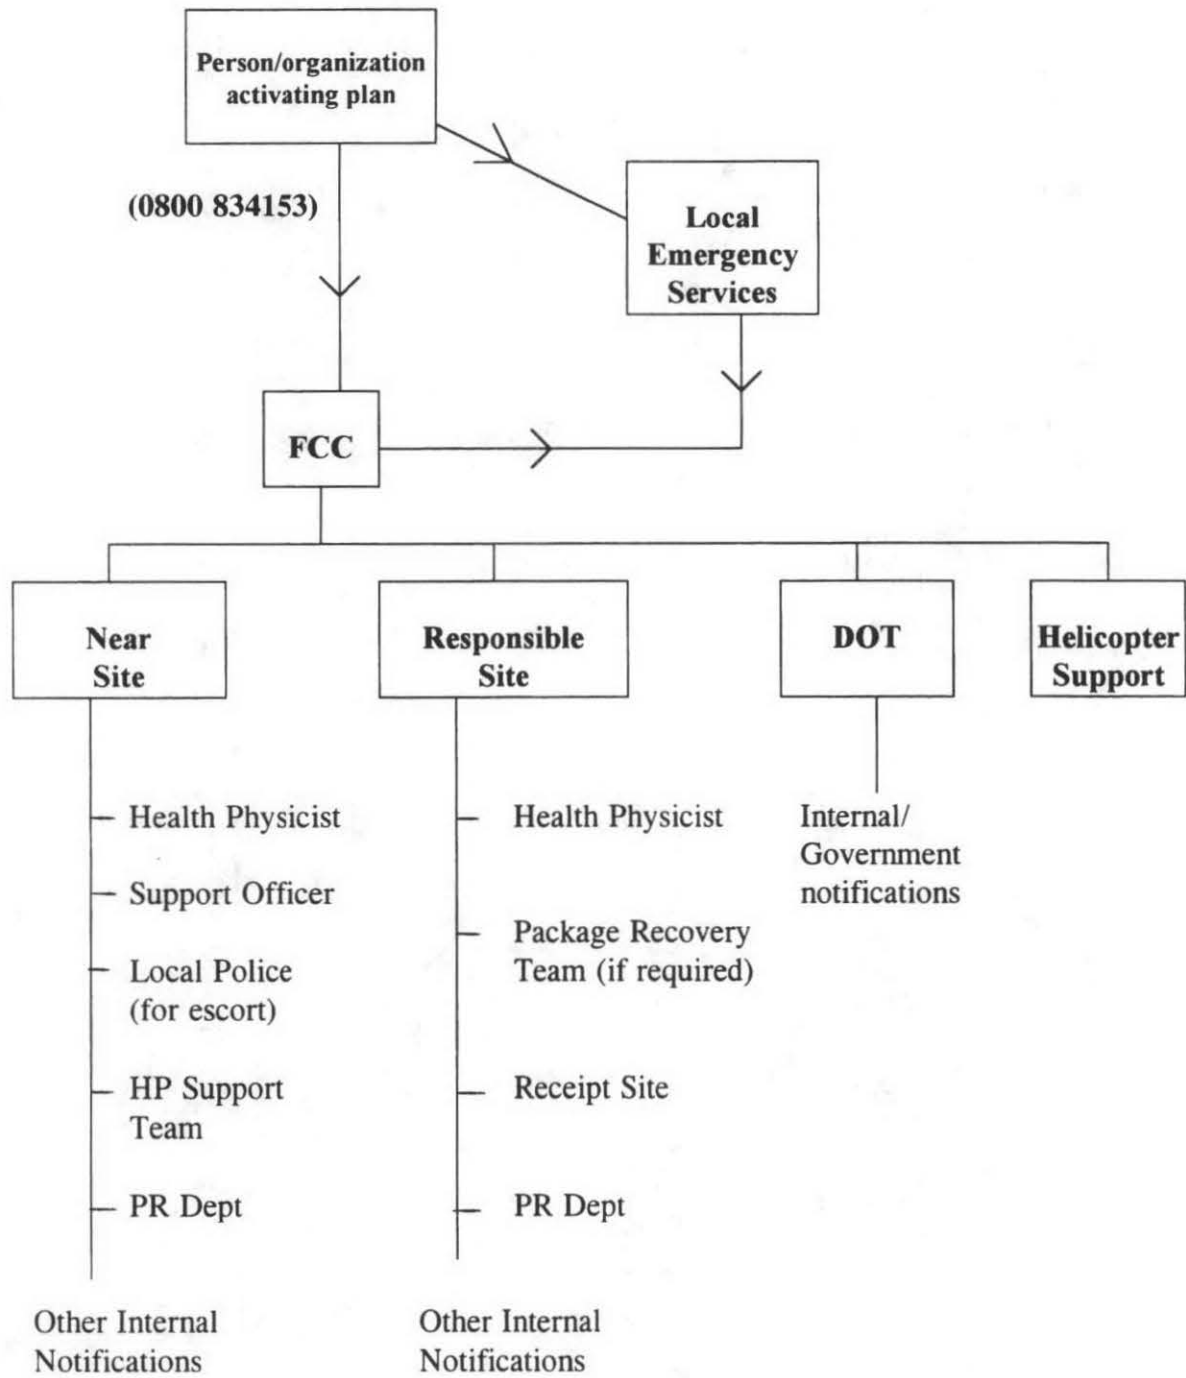 Person/organization
activating plan
(0800 834153)
Local
Emergency
Services
FCC
Near
Site
Responsible
Site
DOT
Helicopter
Support
Health Physicist
Support Officer
Local Police
(for escort)
HP Support
Team
PR Dept
Other Internal
Notifications
Health Physicist
Package Recovery
Team (if required)
Receipt Site
PR Dept
Other Internal
Notifications
Internal/
Government
notifications